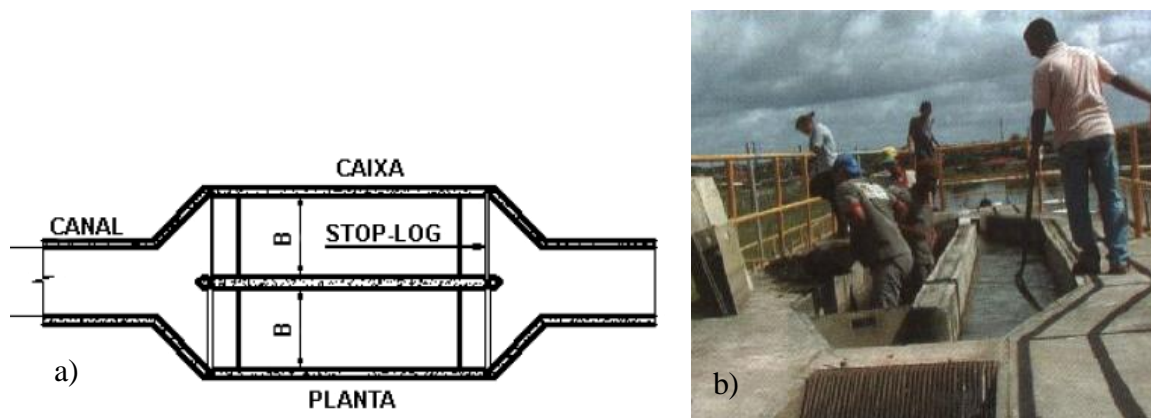 CAIXA
CANAL
B
STOP-LOG
B
PLANTA
a)
b)